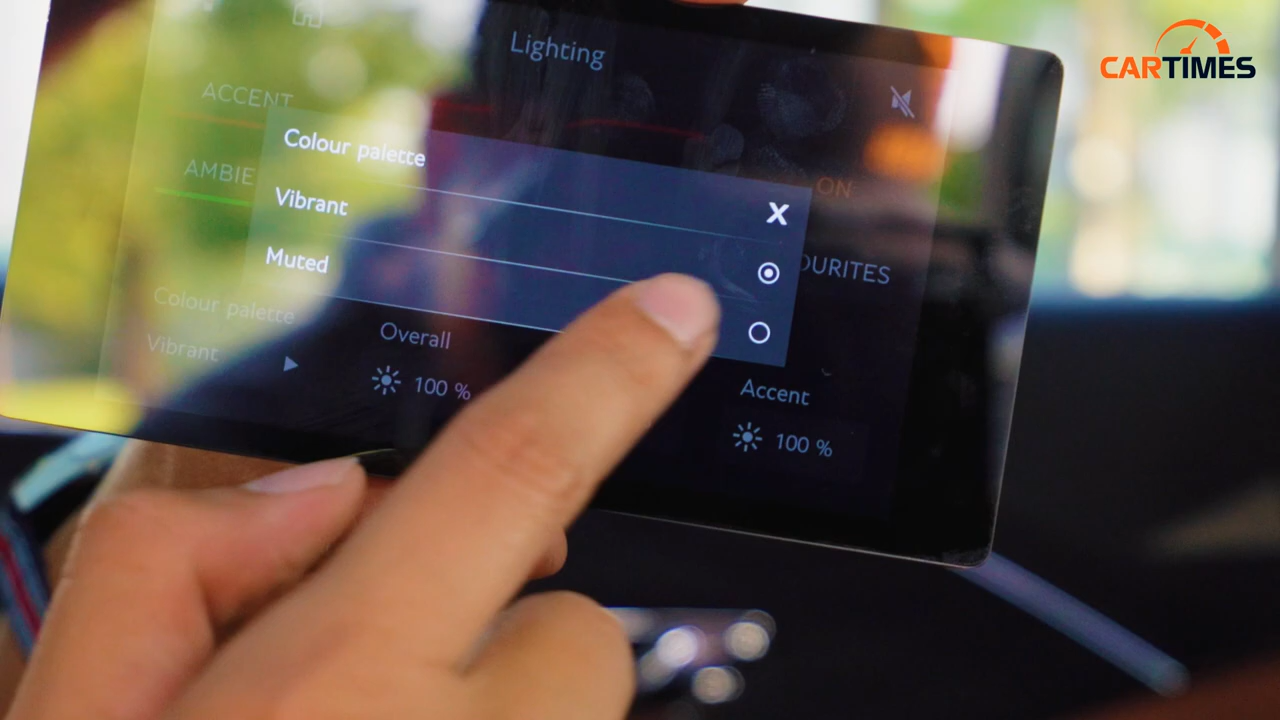 CARTIMES
Lighting
ACCENT
Colour palette
AMBIE
ON
Vibrant
Muted
OURITES
Colour palette
Overall
Vibrant
100 %
Accent
100 %